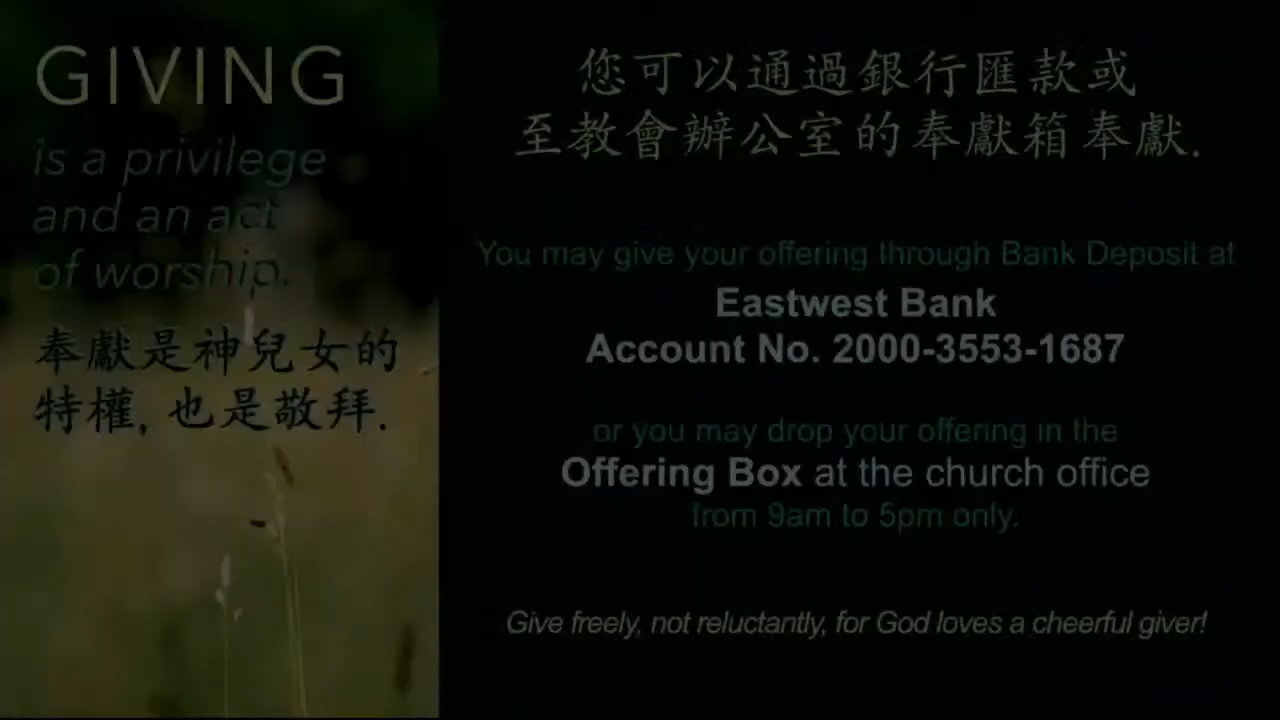 GIVING
is a privilege
and an act
of worship.
奉獻是神兒女的
特權, 也是敬拜.
您可以通過銀行匯款或
至教會辦公室的奉獻箱奉獻.
You may give your offering through Bank Deposit at
Eastwest Bank
Account No. 2000-3553-1687
or you may drop your offering in the
Offering Box at the church office
from 9am to 5pm only.
Give freely, not reluctantly, for God loves a cheerful giver!